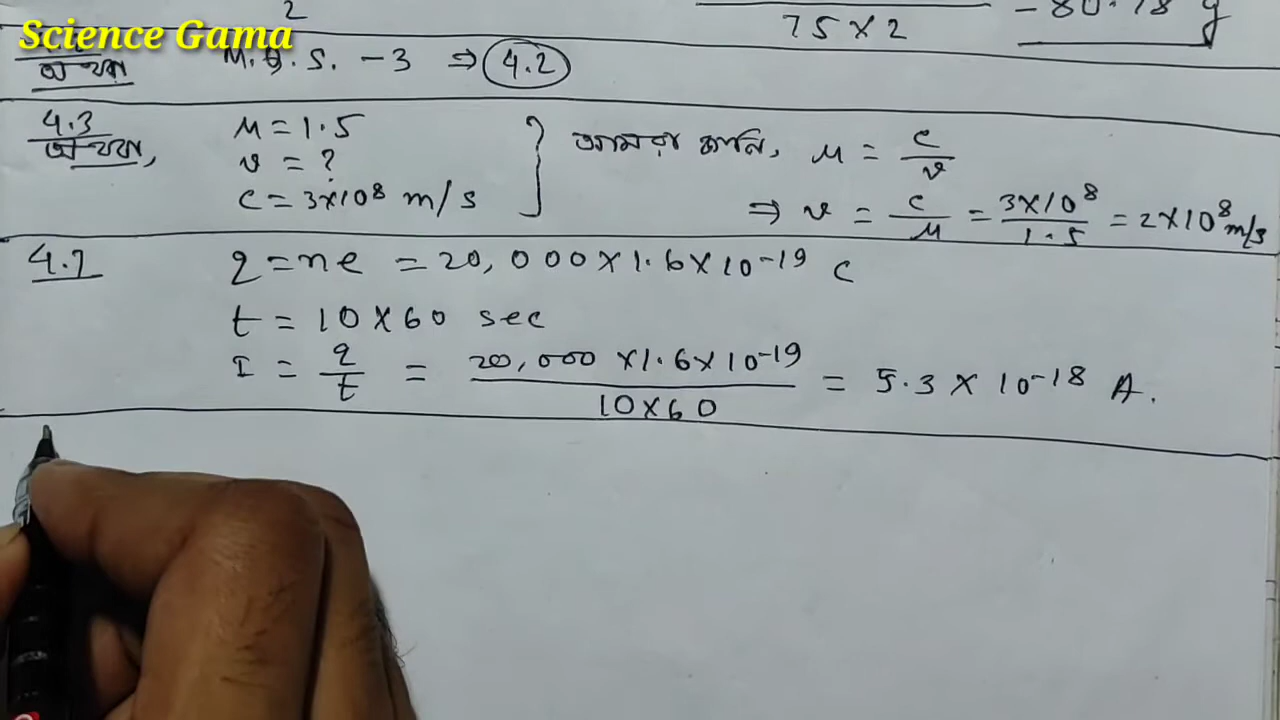 2
75 × 2
Science Gama
অথবা M.Q.S. - 3 ⇒ 4.2
4.3
অথবা,
μ = 1.5
v = ?
c = 3×10⁸ m/s
আমরা জানি, μ = c/v
⇒ v = c/μ = 3×10⁸/1.5 = 2×10⁸ m/s
4.7 q = ne = 20,000×1.6×10⁻¹⁹ C
t = 10×60 sec
I = q/t = 20,000×1.6×10⁻¹⁹/10×60 = 5.3 × 10⁻¹⁸ A.